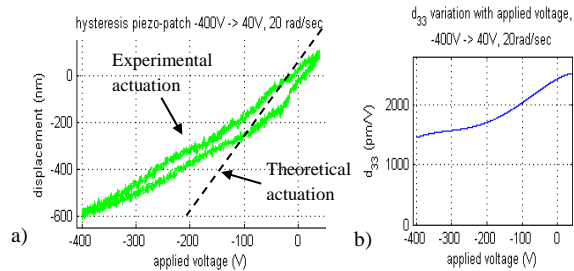 hysteresis piezo-patch -400V -> 40V, 20 rad/sec
Experimental
actuation
Theoretical
actuation
0
-200
-400
-600
displacement (nm)
-400 -300 -200 -100 0
applied voltage (V)
a)
d33 variation with applied voltage,
-400V -> 40V, 20rad/sec
2000
1000
0
d33 (pm/V)
-400 -300 -200 -100 0
applied voltage (V)
b)